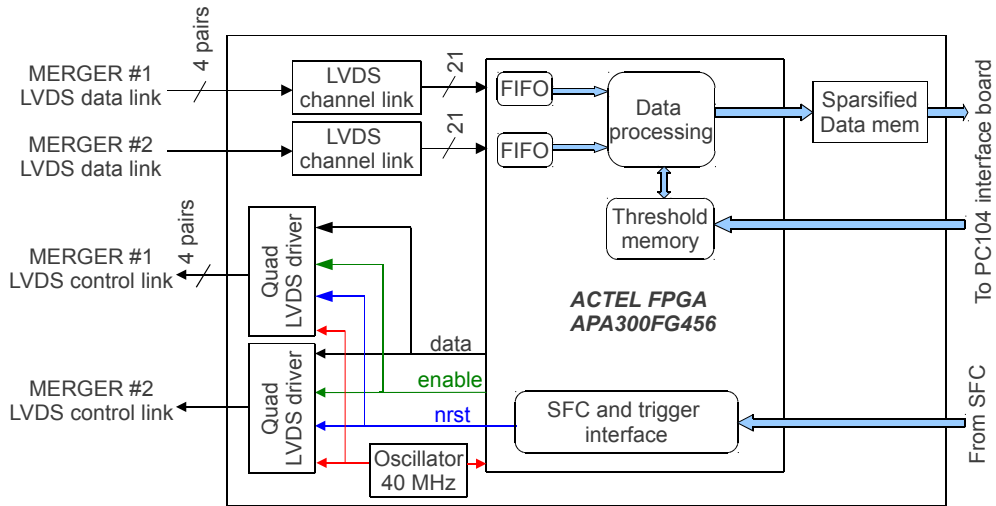 4 pairs
MERGER #1
LVDS data link
LVDS
channel link
21
FIFO
Data
processing
Sparsified
Data mem
MERGER #2
LVDS data link
LVDS
channel link
21
FIFO
To PC104 interface board
Threshold
memory
4 pairs
MERGER #1
LVDS control link
Quad
LVDS driver
ACTEL FPGA
APA300FG456
data
enable
nrst
MERGER #2
LVDS control link
Quad
LVDS driver
SFC and trigger
interface
From SFC
Oscillator
40 MHz